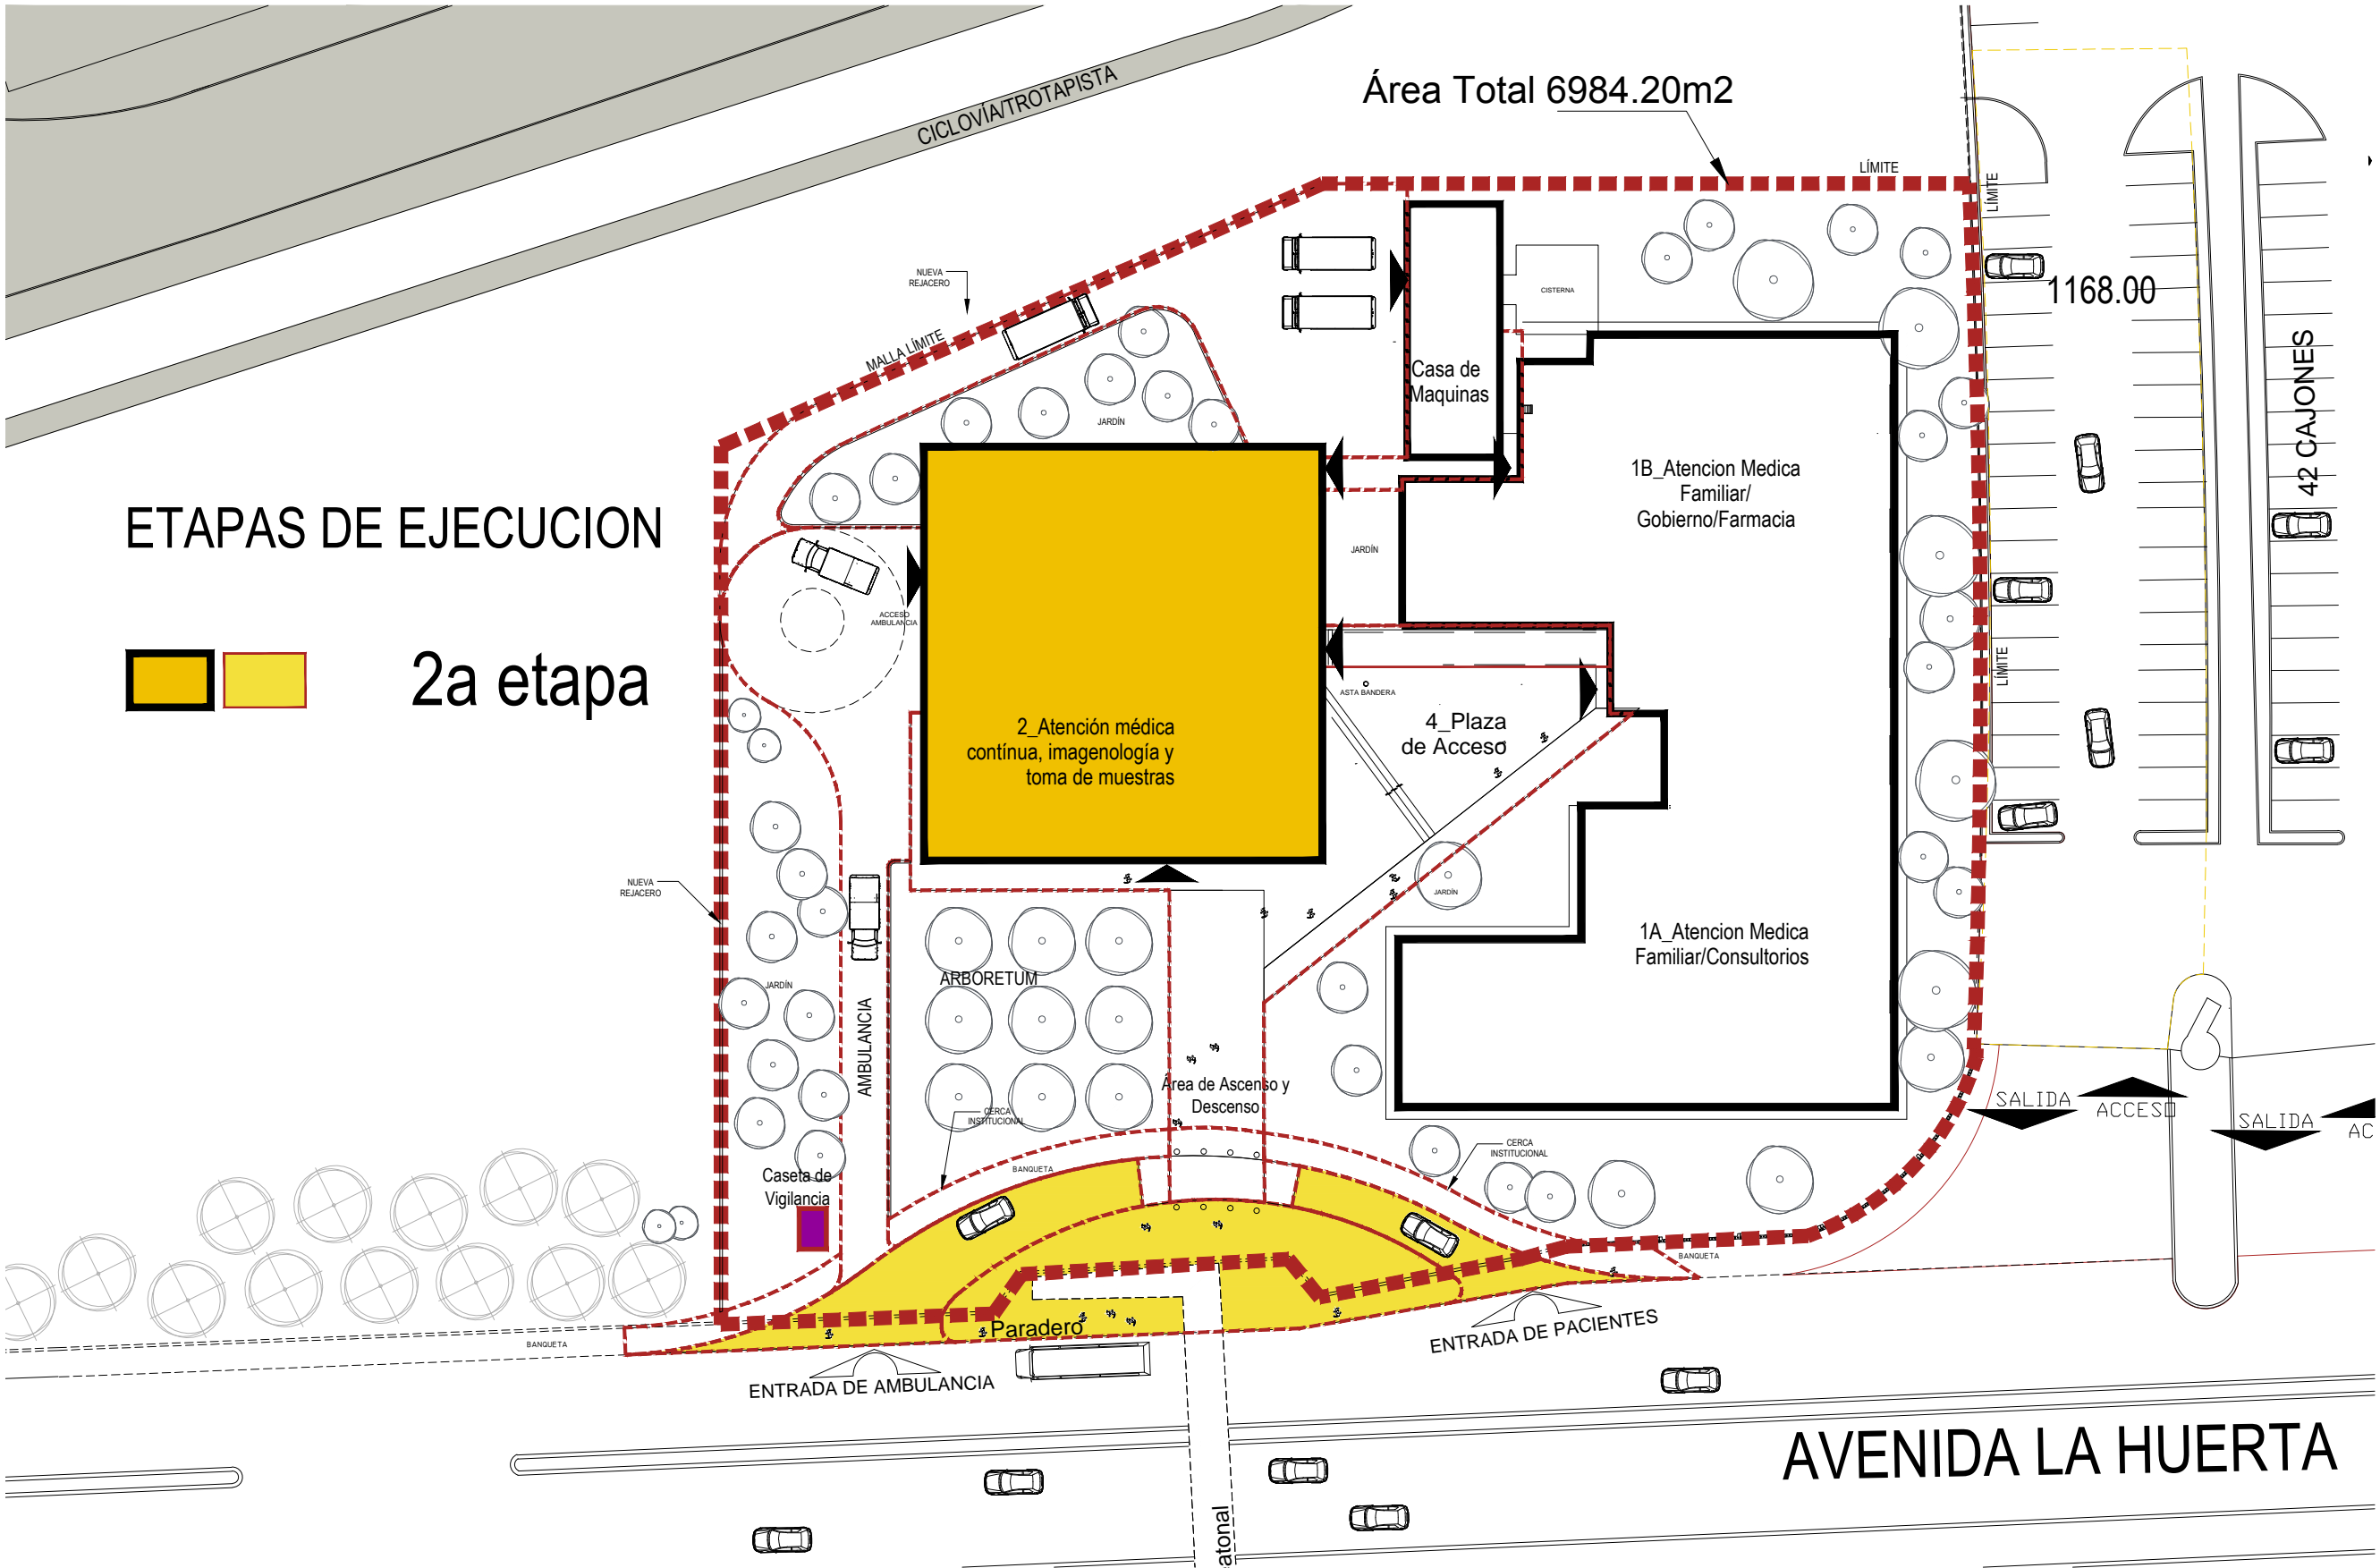 CICLOVÍA/TROTAPISTA
Área Total 6984.20m2
LÍMITE
LÍMITE
NUEVA
REJACERO
MALLA LÍMITE
CISTERNA
1168.00
42 CAJONES
Casa de
Maquinas
JARDÍN
1B_Atencion Medica
Familiar/
Gobierno/Farmacia
ETAPAS DE EJECUCION
2a etapa
JARDÍN
ACCESO
AMBULANCIA
LÍMITE
ASTA BANDERA
4_Plaza
de Acceso
2_Atención médica
contínua, imagenología y
toma de muestras
NUEVA
REJACERO
JARDÍN
1A_Atencion Medica
Familiar/Consultorios
ARBORETUM
JARDÍN
AMBULANCIA
Área de Ascenso y
Descenso
CERCA
INSTITUCIONAL
CERCA
INSTITUCIONAL
SALIDA
ACCESO
SALIDA
AC
BANQUETA
Caseta de
Vigilancia
BANQUETA
Paradero
BANQUETA
ENTRADA DE PACIENTES
ENTRADA DE AMBULANCIA
AVENIDA LA HUERTA
atonal